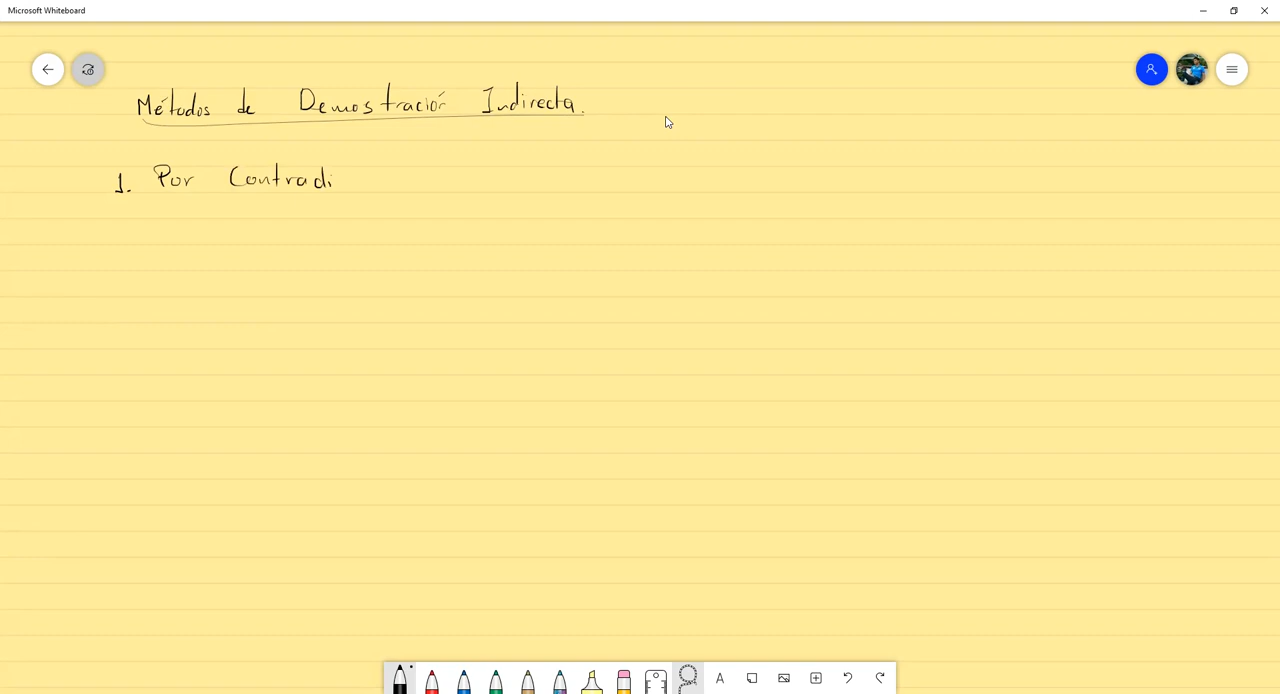 Microsoft Whiteboard
Métodos de Demostración Indirecta.
1. Por Contradi
A